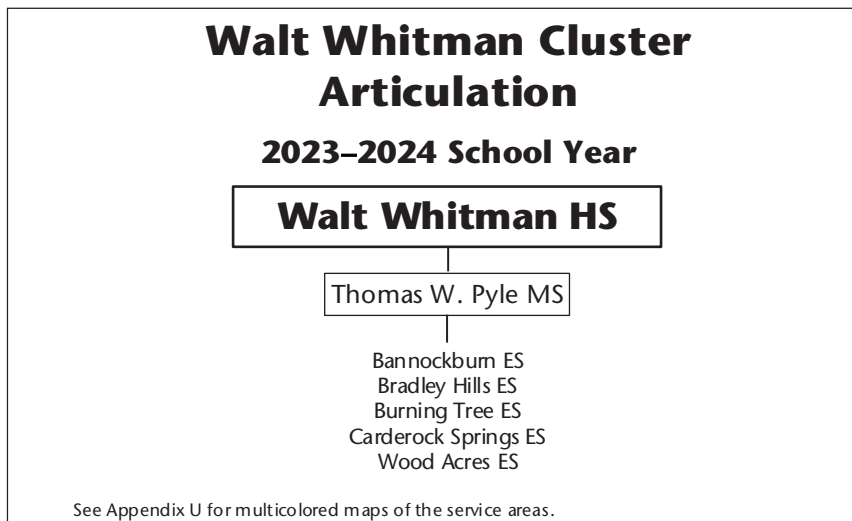 Walt Whitman Cluster
Articulation
2023–2024 School Year
Walt Whitman HS
Thomas W. Pyle MS
Bannockburn ES
Bradley Hills ES
Burning Tree ES
Carderock Springs ES
Wood Acres ES
See Appendix U for multicolored maps of the service areas.